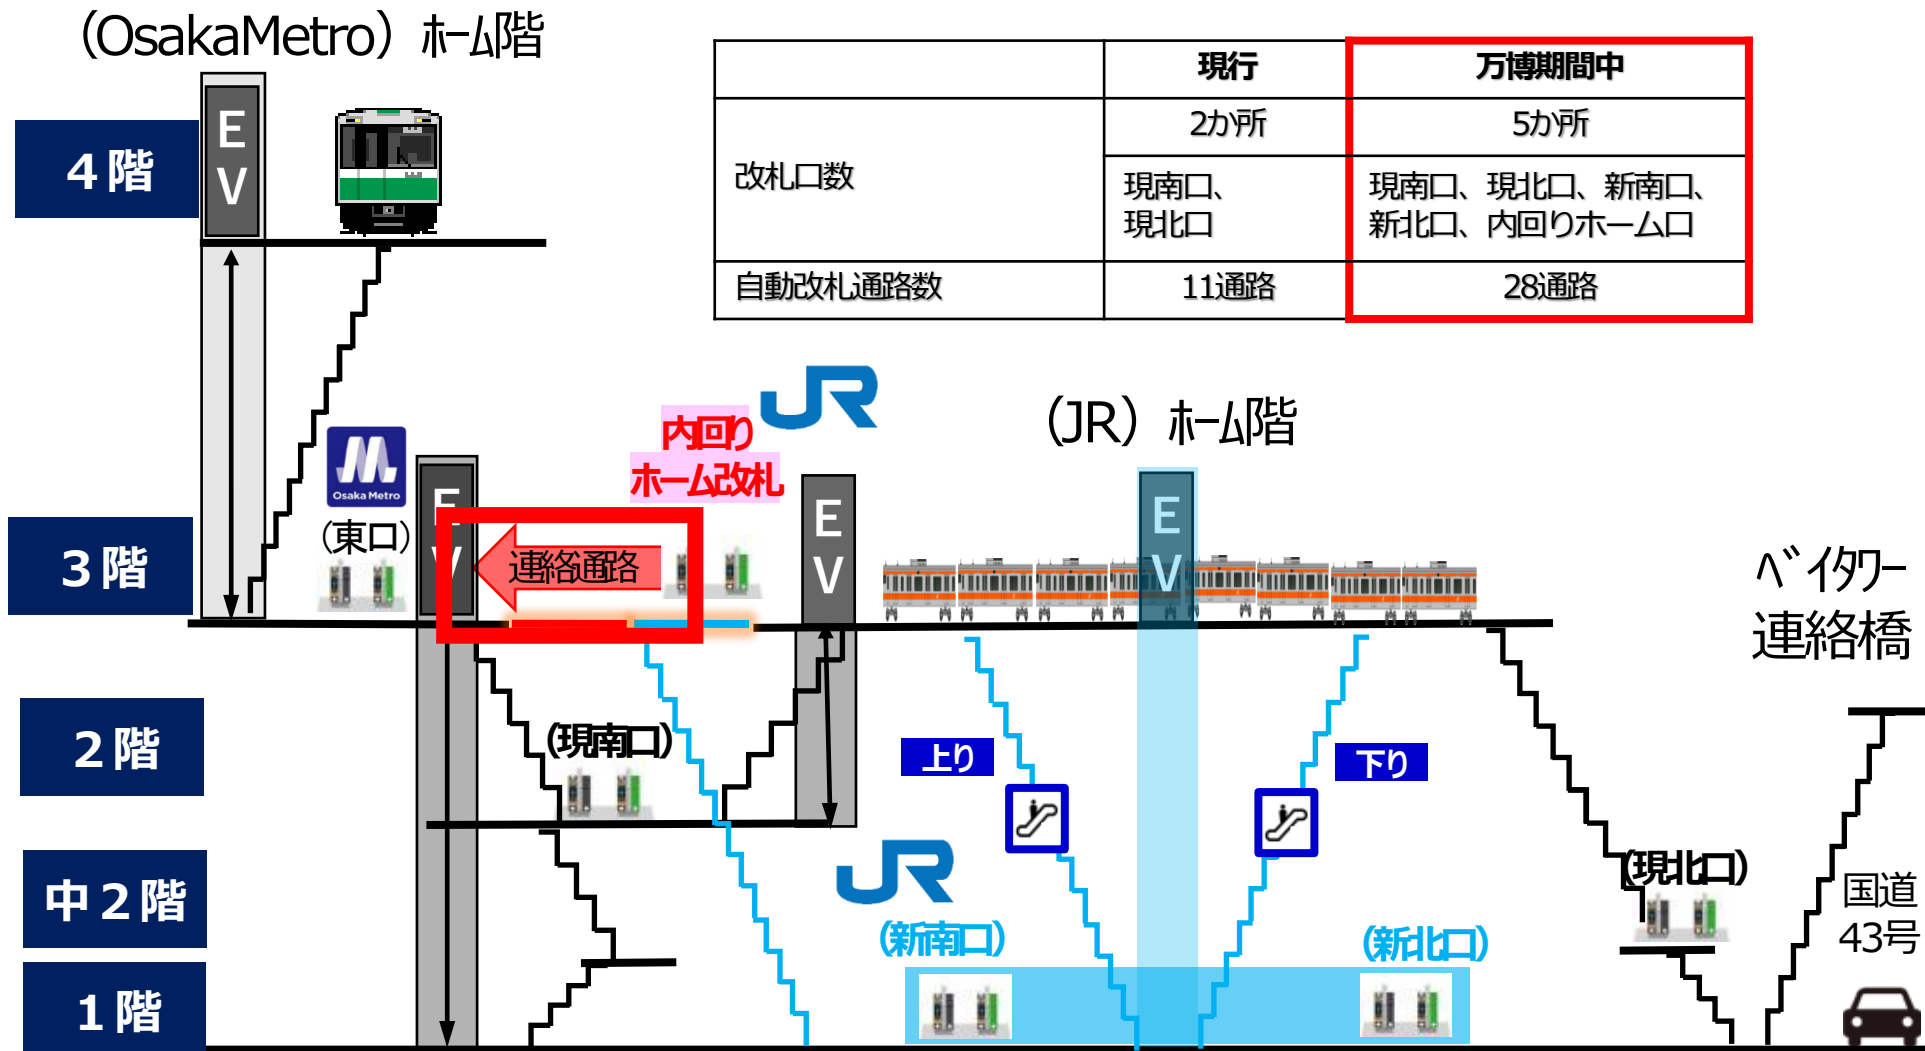 （OsakaMetro）ホーム階
現行
万博期間中
改札口数
2か所
5か所
現南口、
現北口
現南口、現北口、新南口、
新北口、内回りホーム口
自動改札通路数
11通路
28通路
4階
EV
JR
内回り
ホーム改札
（JR）ホーム階
Osaka Metro
（東口）
EV
連絡通路
EV
EV
3階
ベイタワー
連絡橋
2階
（現南口）
上り
下り
中2階
JR
（現北口）
国道
43号
（新南口）
（新北口）
1階